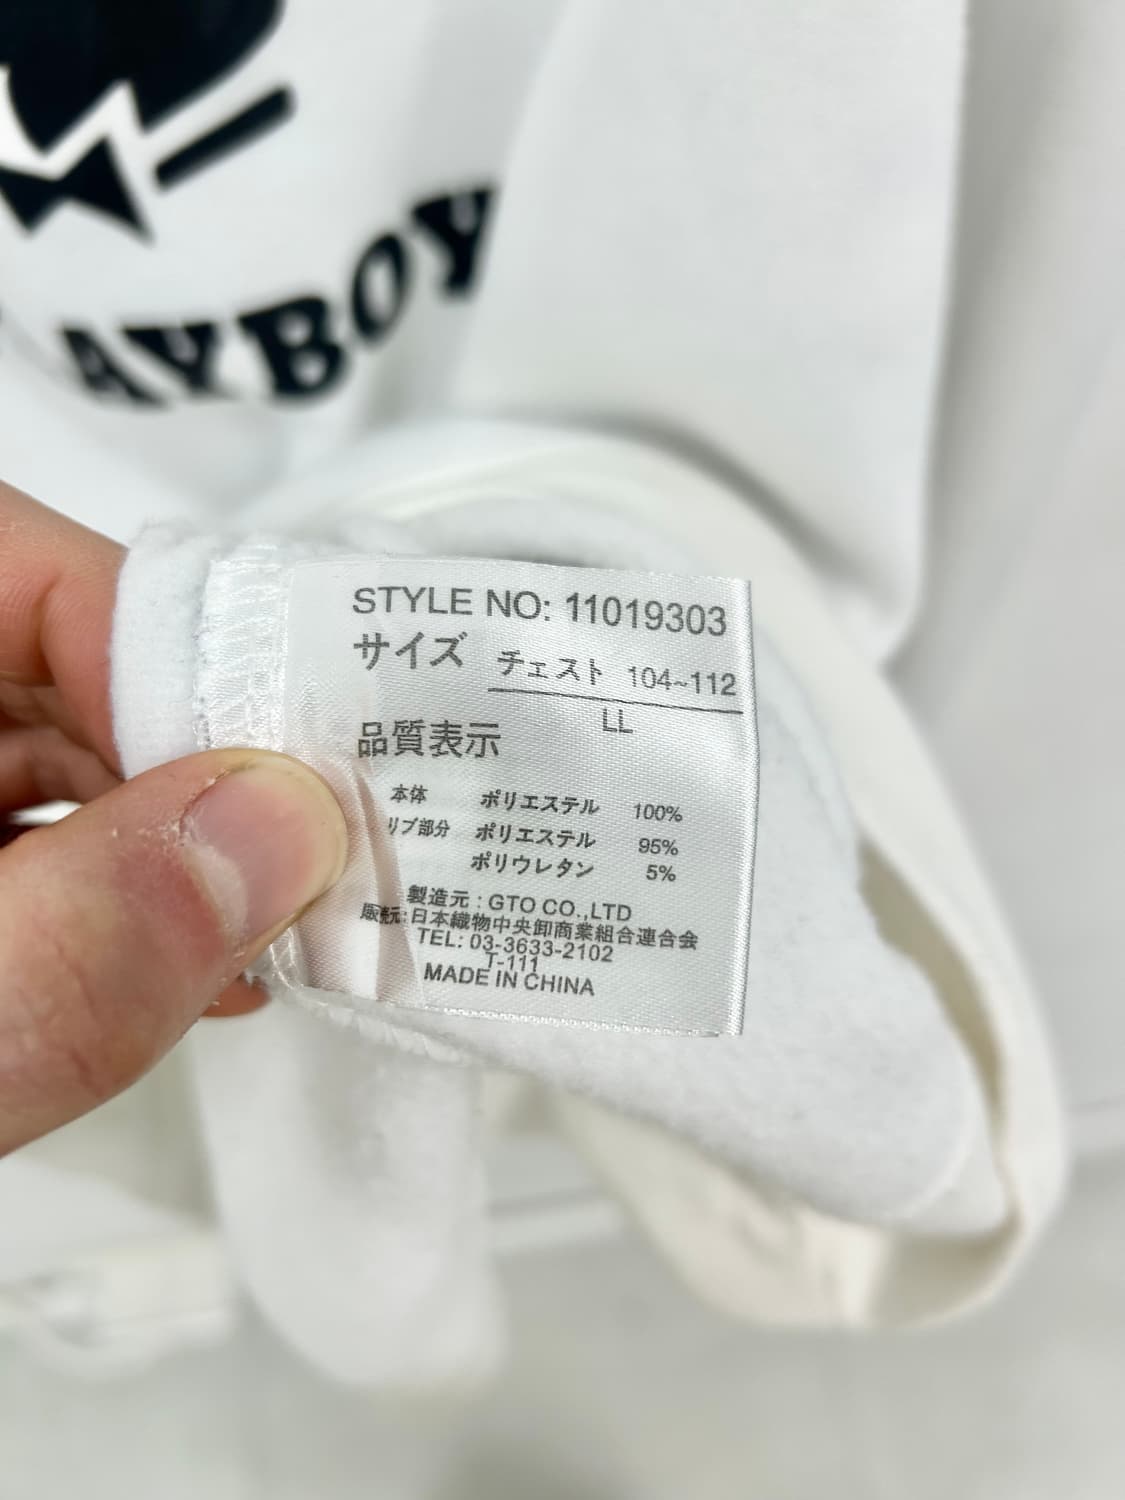 PLAYBOY
STYLE NO: 11019303
サイズ チェスト 104~112
LL
品質表示
本体 ポリエステル 100%
リブ部分 ポリエステル 95%
ポリウレタン 5%
製造元 : GTO CO.,LTD
販売元: 日本織物中央卸商業組合連合会
TEL: 03-3633-2102
T-111
MADE IN CHINA